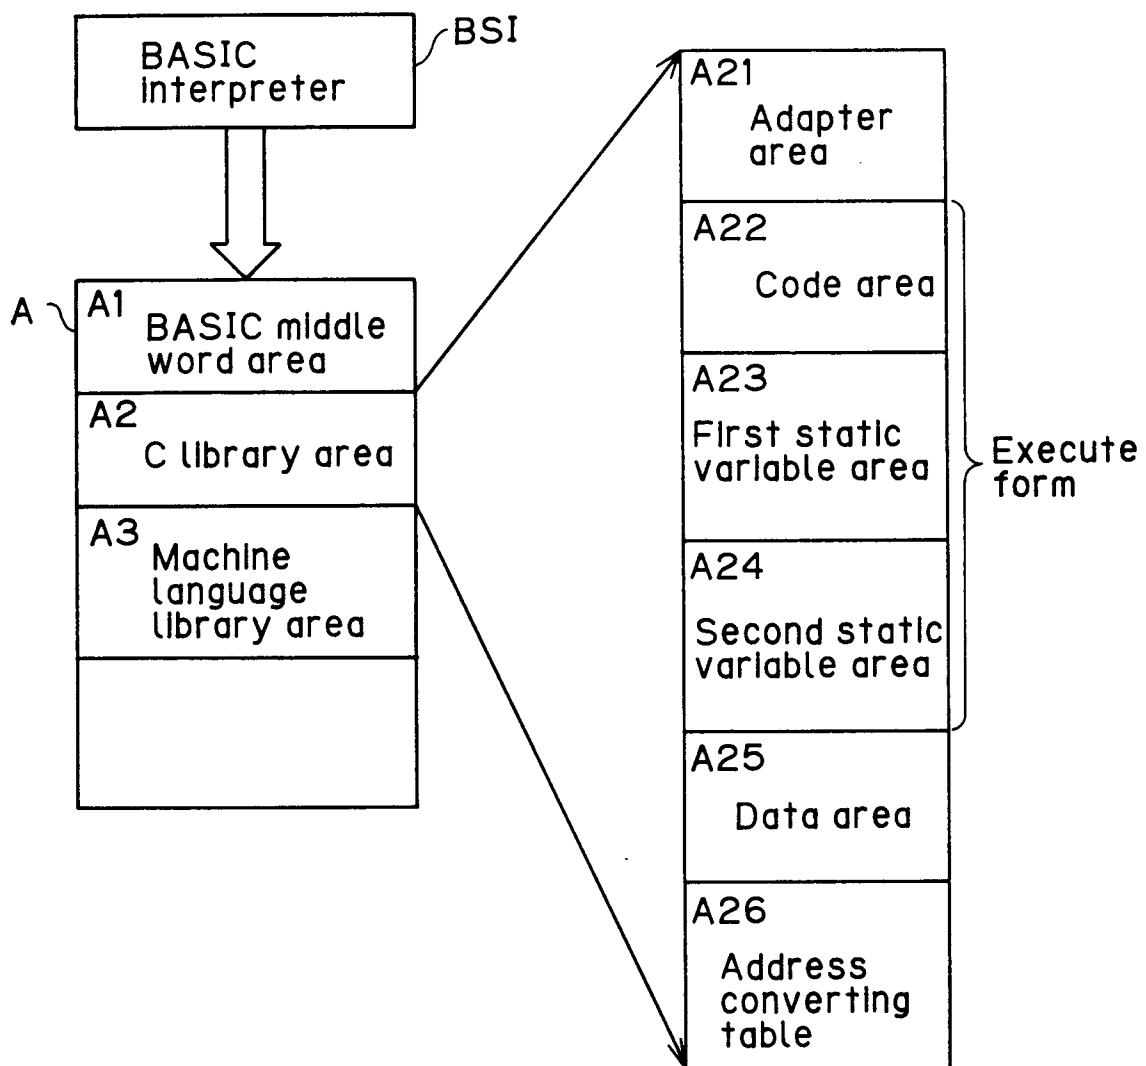 BASIC
interpreter
BSI
A
A1
BASIC middle
word area
A2
C library area
A3
Machine
language
library area
A21
Adapter
area
A22
Code area
A23
First static
variable area
A24
Second static
variable area
Execute
form
A25
Data area
A26
Address
converting
table